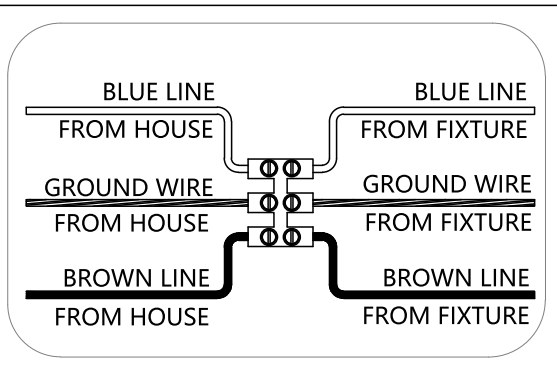 BLUE LINE
FROM HOUSE
BLUE LINE
FROM FIXTURE
GROUND WIRE
FROM HOUSE
GROUND WIRE
FROM FIXTURE
BROWN LINE
FROM HOUSE
BROWN LINE
FROM FIXTURE